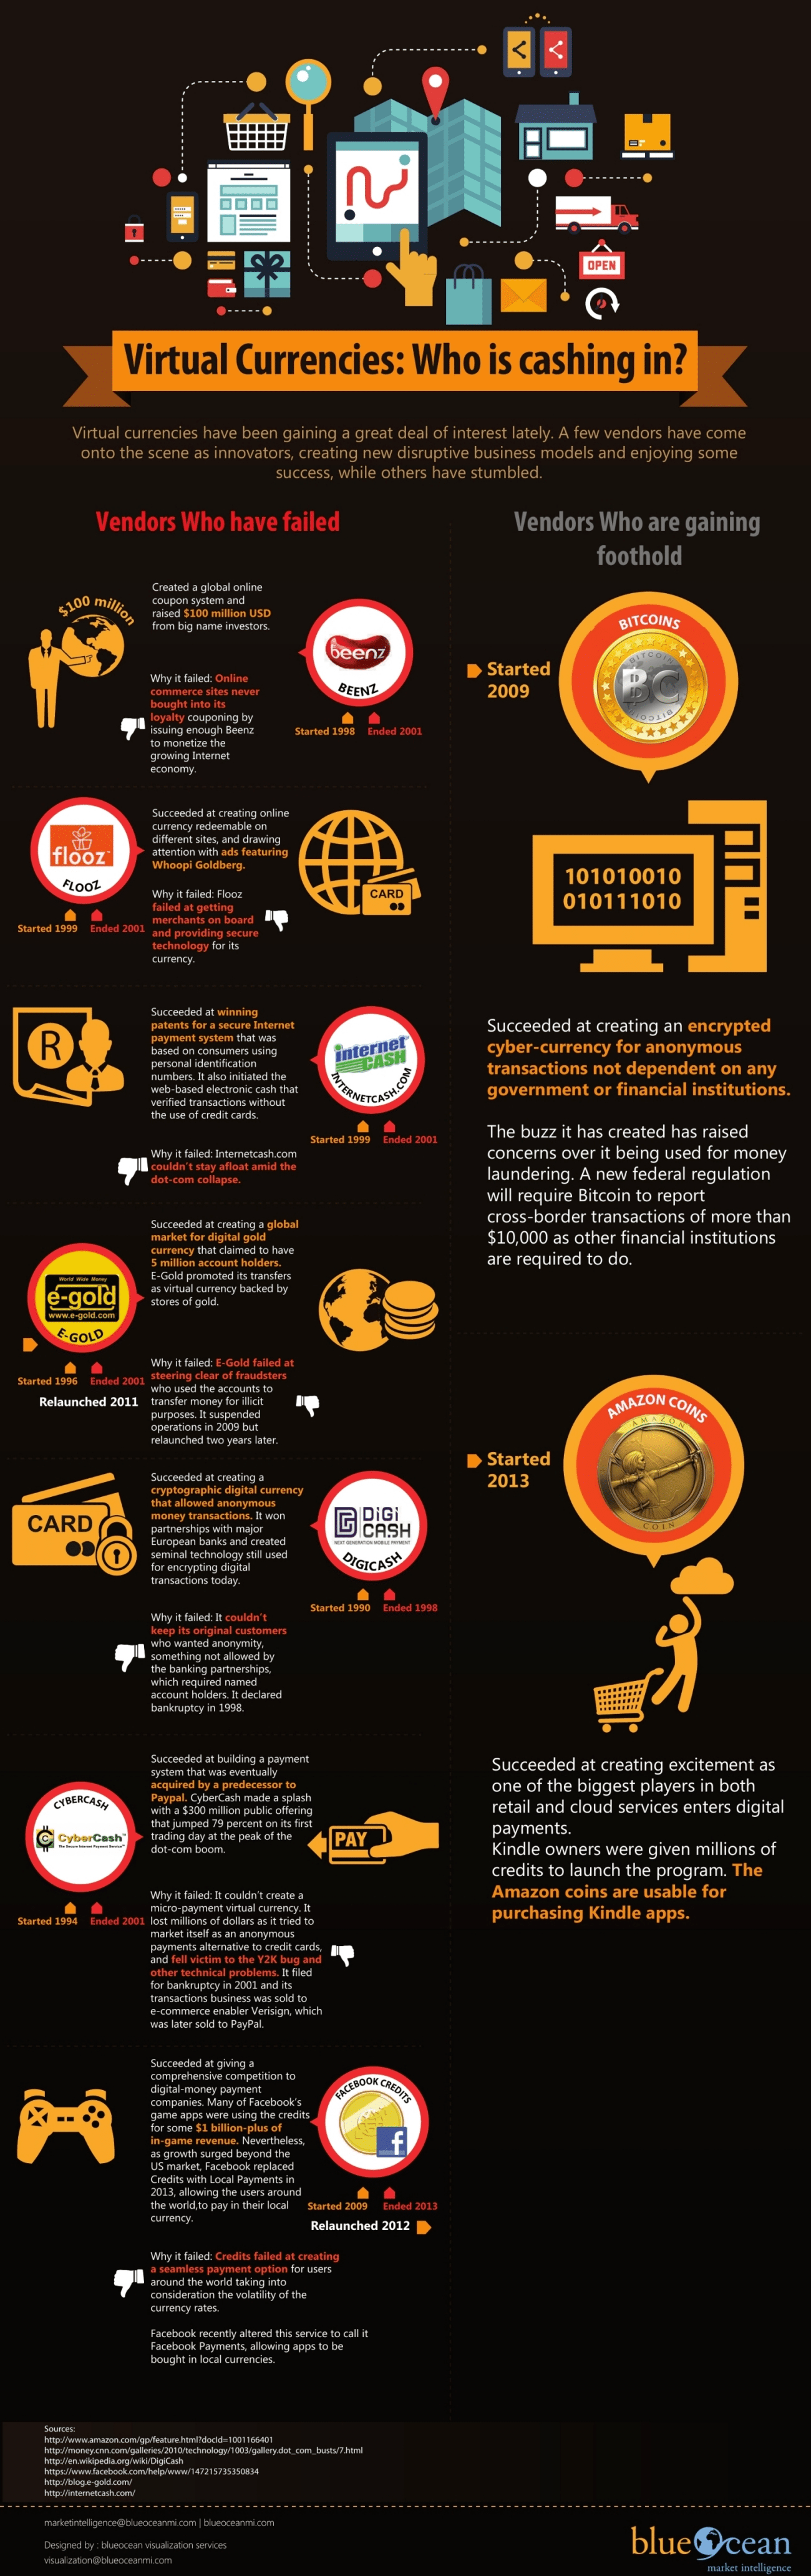 OPEN
Virtual Currencies: Who is cashing in?
Virtual currencies have been gaining a great deal of interest lately. A few vendors have come
onto the scene as innovators, creating new disruptive business models and enjoying some
success, while others have stumbled.
Vendors Who have failed
$100 million
Created a global online
coupon system and
raised $100 million USD
from big name investors.
Why it failed: Online
commerce sites never
bought into its
loyalty couponing by
issuing enough Beenz
to monetize the
growing Internet
economy.
beenz
BEENZ
Started 1998 Ended 2001
flooz
FLOOZ
Started 1999 Ended 2001
Succeeded at creating online
currency redeemable on
different sites, and drawing
attention with ads featuring
Whoopi Goldberg.
Why it failed: Flooz
failed at getting
merchants on board
and providing secure
technology for its
currency.
CARD
R
Succeeded at winning
patents for a secure Internet
payment system that was
based on consumers using
personal identification
numbers. It also initiated the
web-based electronic cash that
verified transactions without
the use of credit cards.
Why it failed: Internetcash.com
couldn't stay afloat amid the
dot-com collapse.
internet
CASH
INTERNETCASH.COM
Started 1999 Ended 2001
World Wide Money
e-gold
www.e-gold.com
E-GOLD
Started 1996 Ended 2001
Relaunched 2011
Succeeded at creating a global
market for digital gold
currency that claimed to have
5 million account holders.
E-Gold promoted its transfers
as virtual currency backed by
stores of gold.
Why it failed: E-Gold failed at
steering clear of fraudsters
who used the accounts to
transfer money for illicit
purposes. It suspended
operations in 2009 but
relaunched two years later.
CARD
Succeeded at creating a
cryptographic digital currency
that allowed anonymous
money transactions. It won
partnerships with major
European banks and created
seminal technology still used
for encrypting digital
transactions today.
Why it failed: It couldn't
keep its original customers
who wanted anonymity,
something not allowed by
the banking partnerships,
which required named
account holders. It declared
bankruptcy in 1998.
DIGI
CASH
NEXT GENERATION MOBILE PAYMENT
DIGICASH
Started 1990 Ended 1998
CYBERCASH
CyberCash
The Secure Internet Payment Service
Started 1994 Ended 2001
Succeeded at building a payment
system that was eventually
acquired by a predecessor to
Paypal. CyberCash made a splash
with a $300 million public offering
that jumped 79 percent on its first
trading day at the peak of the
dot-com boom.
Why it failed: It couldn't create a
micro-payment virtual currency. It
lost millions of dollars as it tried to
market itself as an anonymous
payments alternative to credit cards,
and fell victim to the Y2K bug and
other technical problems. It filed
for bankruptcy in 2001 and its
transactions business was sold to
e-commerce enabler Verisign, which
was later sold to PayPal.
PAY
Succeeded at giving a
comprehensive competition to
digital-money payment
companies. Many of Facebook's
game apps were using the credits
for some $1 billion-plus of
in-game revenue. Nevertheless,
as growth surged beyond the
US market, Facebook replaced
Credits with Local Payments in
2013, allowing the users around
the world,to pay in their local
currency.
Why it failed: Credits failed at creating
a seamless payment option for users
around the world taking into
consideration the volatility of the
currency rates.
Facebook recently altered this service to call it
Facebook Payments, allowing apps to be
bought in local currencies.
FACEBOOK CREDITS
f
Started 2009 Ended 2013
Relaunched 2012
Vendors Who are gaining
foothold
BITCOINS
BITCOIN
BC
BITCOIN
Started
2009
101010010
010111010
Succeeded at creating an encrypted
cyber-currency for anonymous
transactions not dependent on any
government or financial institutions.
The buzz it has created has raised
concerns over it being used for money
laundering. A new federal regulation
will require Bitcoin to report
cross-border transactions of more than
$10,000 as other financial institutions
are required to do.
AMAZON COINS
AMAZON
COIN
Started
2013
Succeeded at creating excitement as
one of the biggest players in both
retail and cloud services enters digital
payments.
Kindle owners were given millions of
credits to launch the program. The
Amazon coins are usable for
purchasing Kindle apps.
Sources:
http://www.amazon.com/gp/feature.html?docId=1001166401
http://money.cnn.com/galleries/2010/technology/1003/gallery.dot_com_busts/7.html
http://en.wikipedia.org/wiki/DigiCash
https://www.facebook.com/help/www/147215735350834
http://blog.e-gold.com/
http://internetcash.com/
marketintelligence@blueoceanmi.com | blueoceanmi.com
Designed by : blueocean visualization services
visualization@blueoceanmi.com
blueOcean
market intelligence